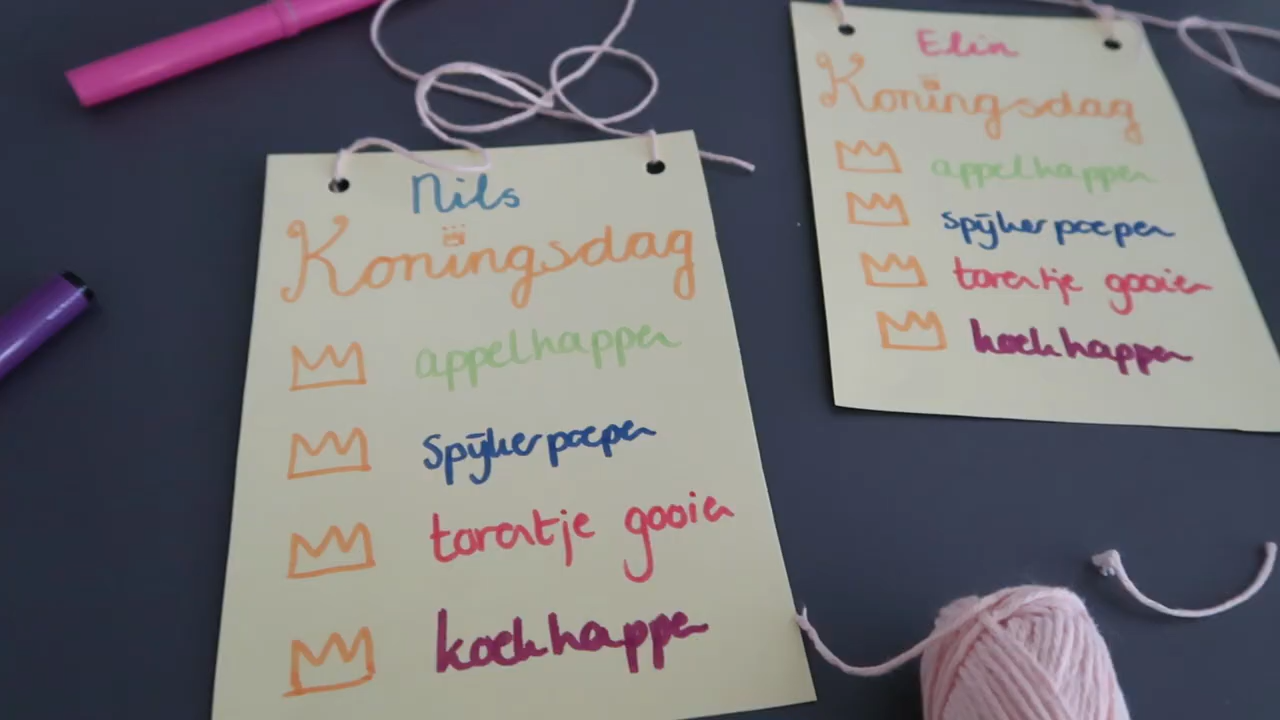 Nils
Koningsdag
appelhappen
spijkerpoepen
torentje gooien
koekhappen
Elin
Koningsdag
appelhappen
spijkerpoepen
torentje gooien
koekhappen